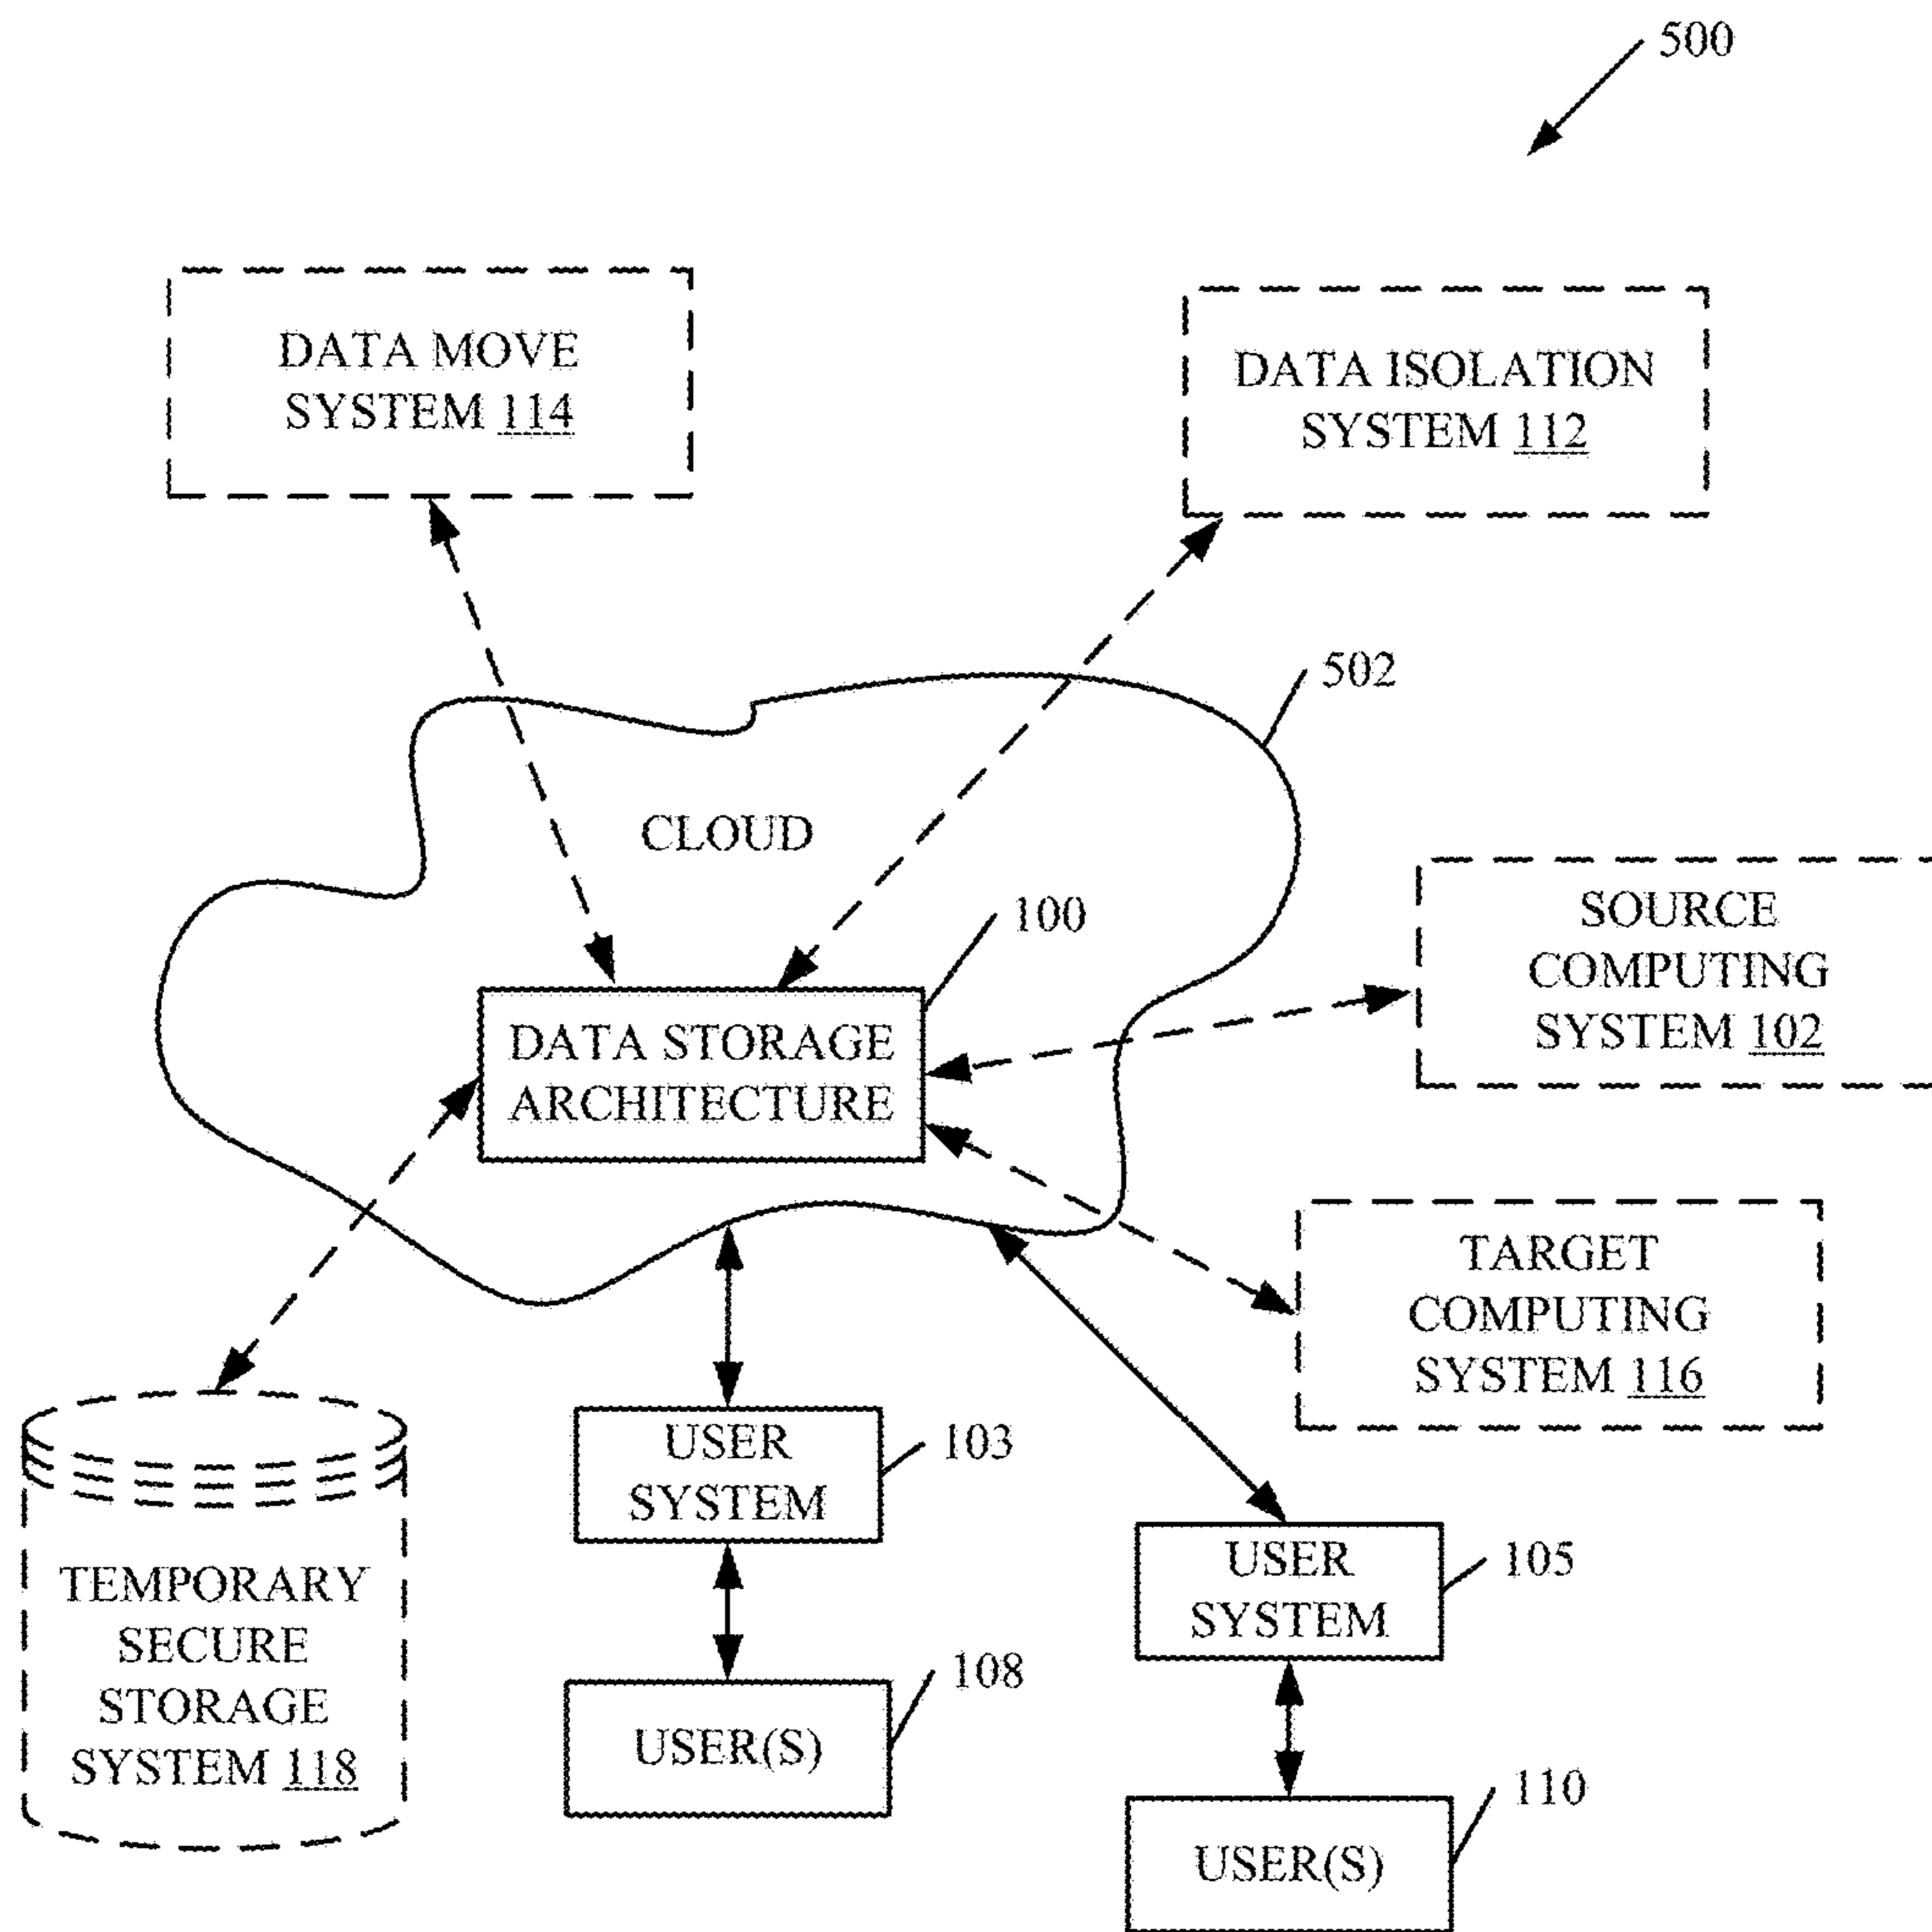 500
DATA MOVE
SYSTEM 114
DATA ISOLATION
SYSTEM 112
502
CLOUD
100
SOURCE
COMPUTING
SYSTEM 102
DATA STORAGE
ARCHITECTURE
TARGET
COMPUTING
SYSTEM 116
USER
SYSTEM
103
USER
SYSTEM
105
TEMPORARY
SECURE
STORAGE
SYSTEM 118
108
USER(S)
110
USER(S)